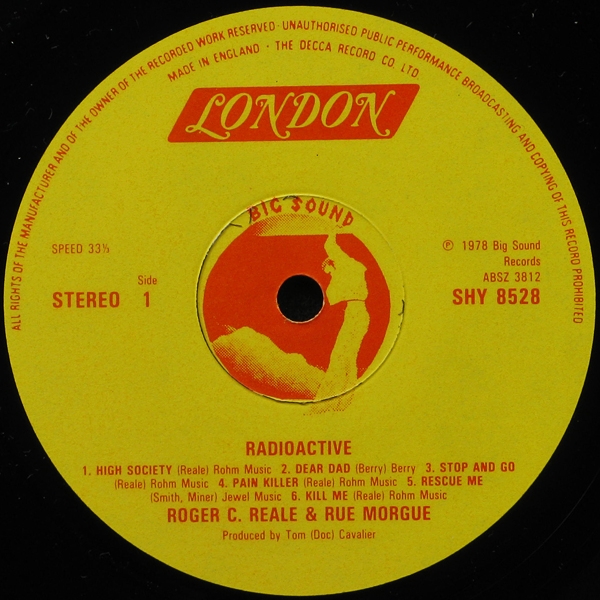 ALL RIGHTS OF THE MANUFACTURER AND OF THE OWNER OF THE RECORDED WORK RESERVED · UNAUTHORISED PUBLIC PERFORMANCE BROADCASTING AND COPYING OF THIS RECORD PROHIBITED
MADE IN ENGLAND · THE DECCA RECORD CO. LTD.
LONDON
BIG SOUND
SPEED 33⅓
Side
STEREO 1
℗ 1978 Big Sound
Records
ABSZ 3812
SHY 8528
RADIOACTIVE
1. HIGH SOCIETY (Reale) Rohm Music 2. DEAR DAD (Berry) Berry 3. STOP AND GO
(Reale) Rohm Music 4. PAIN KILLER (Reale) Rohm Music 5. RESCUE ME
(Smith, Miner) Jewel Music 6. KILL ME (Reale) Rohm Music
ROGER C. REALE & RUE MORGUE
Produced by Tom (Doc) Cavalier